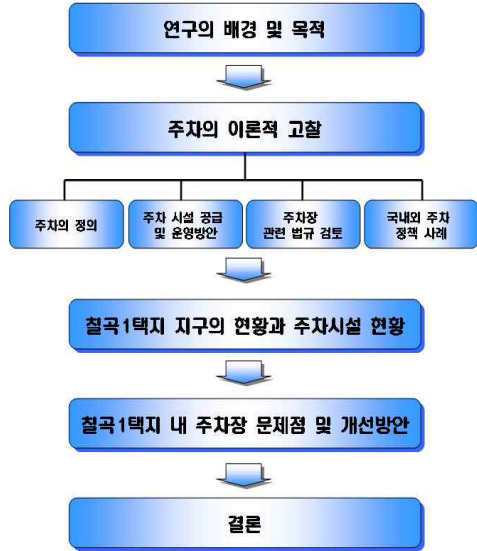 연구의 배경 및 목적
주차의 이론적 고찰
주차의 정의
주차 시설 공급
및 운영방안
주차장
관련 법규 검토
국내외 주차
정책 사례
칠곡1택지 지구의 현황과 주차시설 현황
칠곡1택지 내 주차장 문제점 및 개선방안
결론